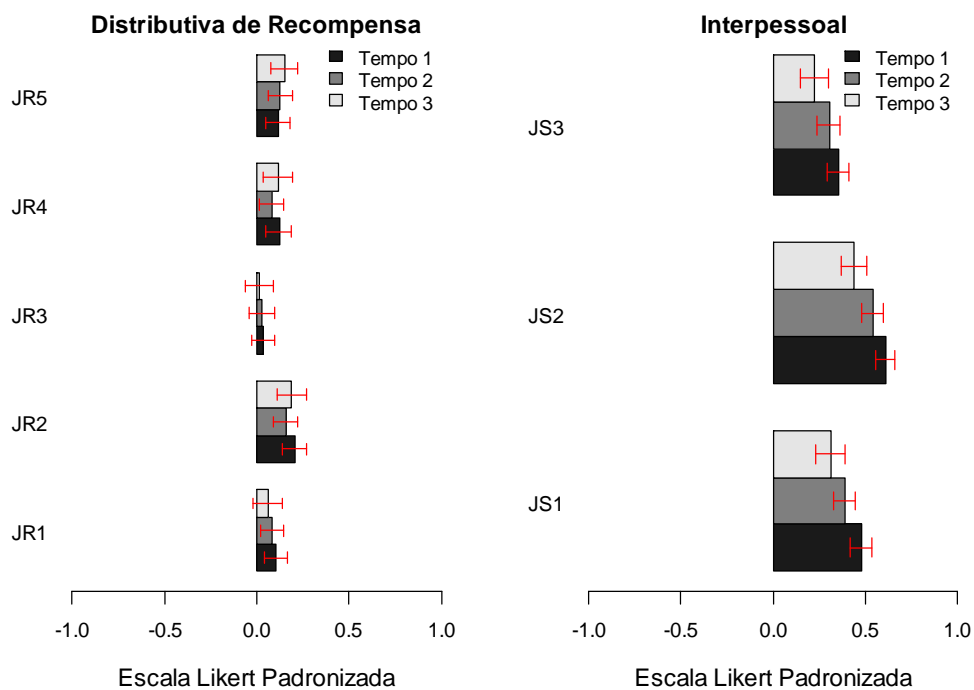 Distributiva de Recompensa
Tempo 1
Tempo 2
Tempo 3
JR5
JR4
JR3
JR2
JR1
-1.0 -0.5 0.0 0.5 1.0
Escala Likert Padronizada
Interpessoal
Tempo 1
Tempo 2
Tempo 3
JS3
JS2
JS1
-1.0 -0.5 0.0 0.5 1.0
Escala Likert Padronizada